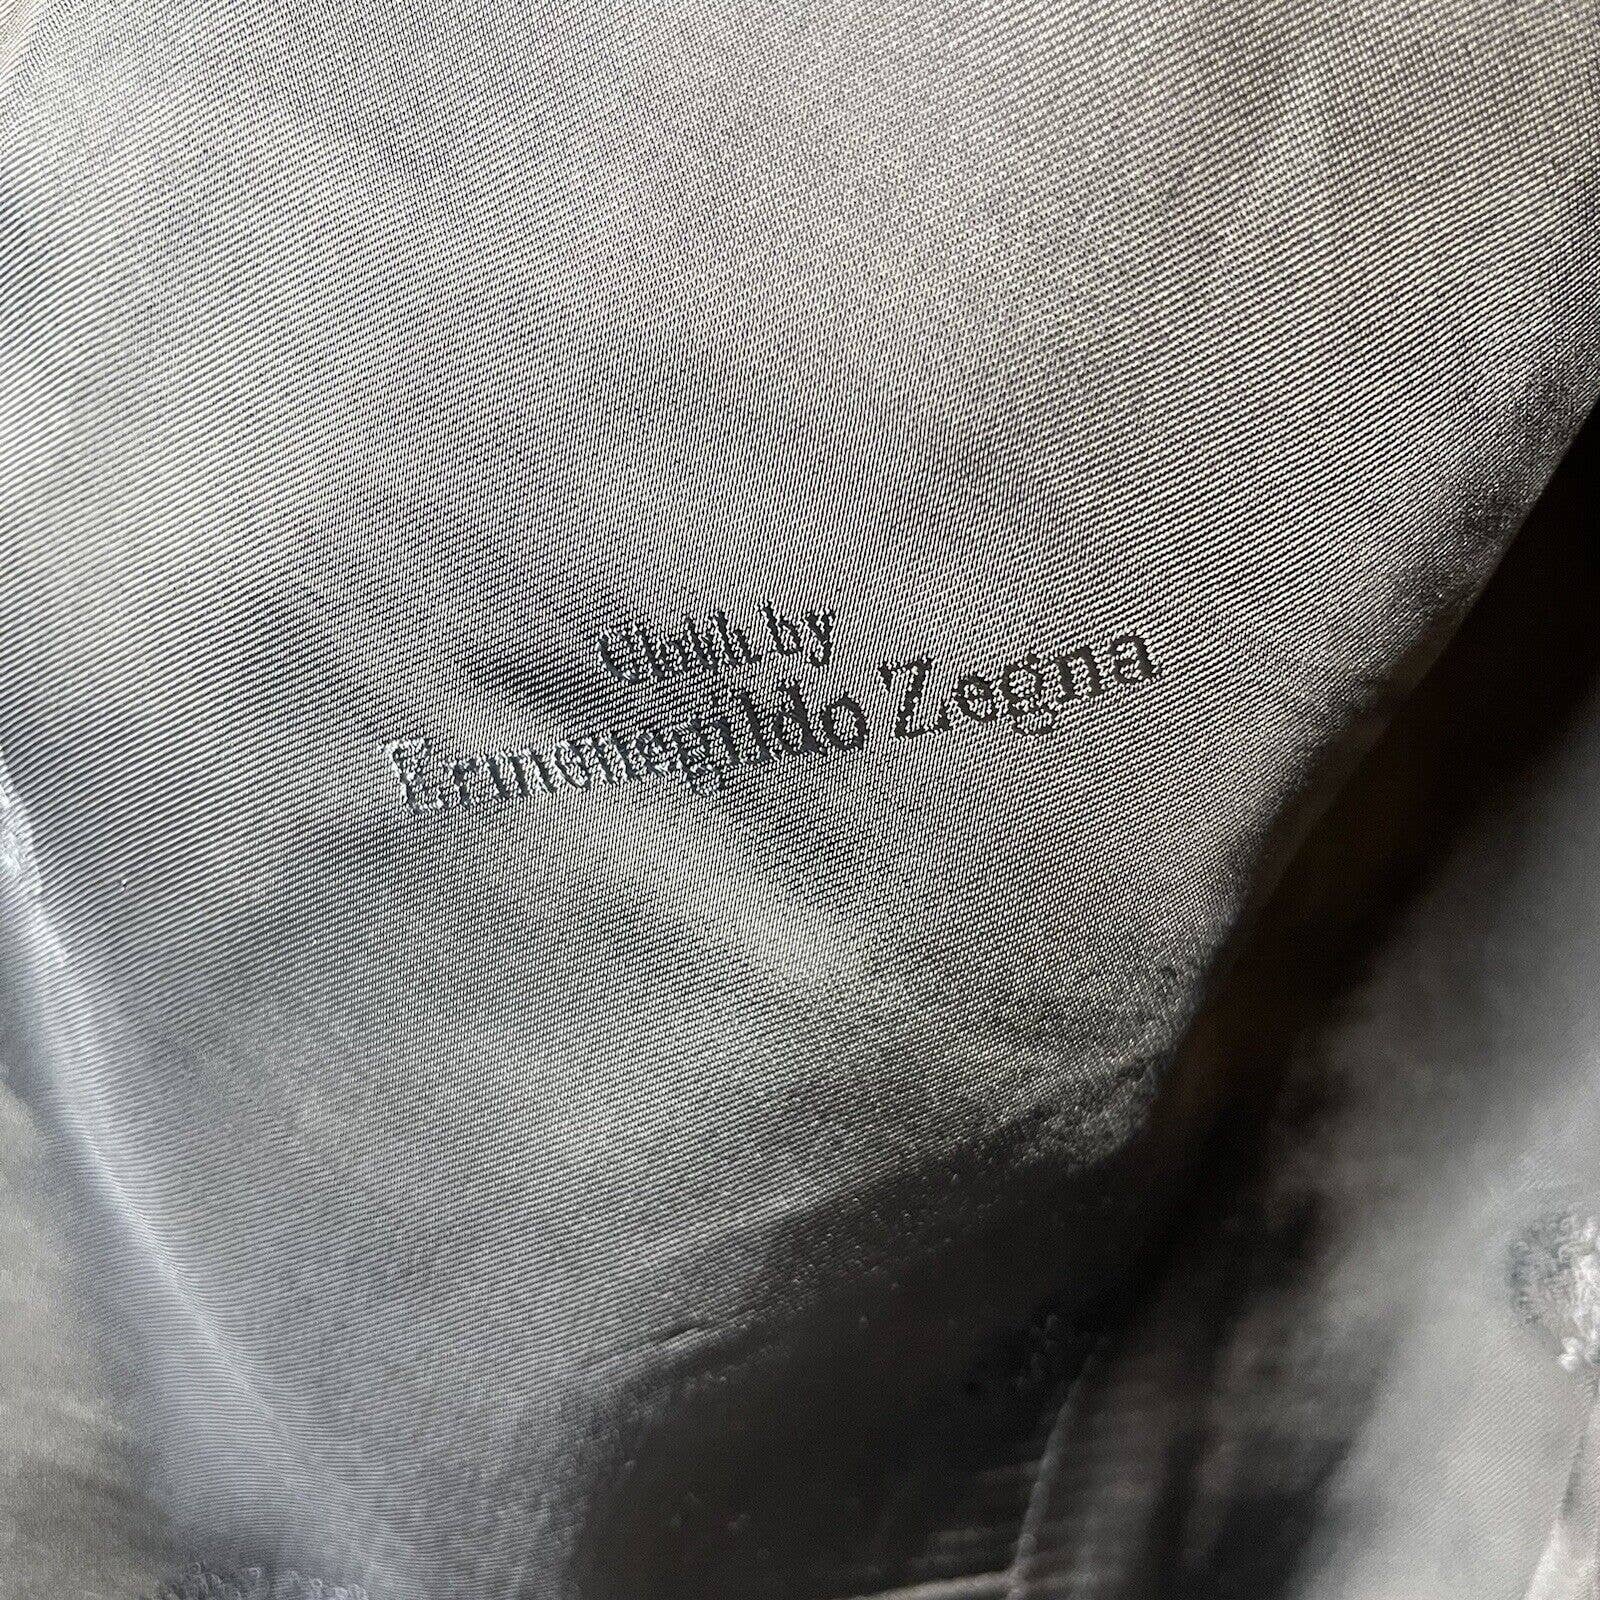 Cloth by
Ermenegildo Zegna